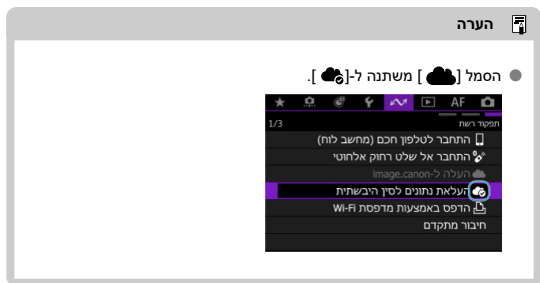 הערה
הסמל [ ] משתנה ל-[ ].
AF
תפקוד רשת 1/3
התחבר לטלפון חכם (מחשב לוח)
התחבר אל שלט רחוק אלחוטי
העלה ל-image.canon
העלאת נתונים לסין היבשתית
הדפס באמצעות מדפסת Wi-Fi
חיבור מתקדם